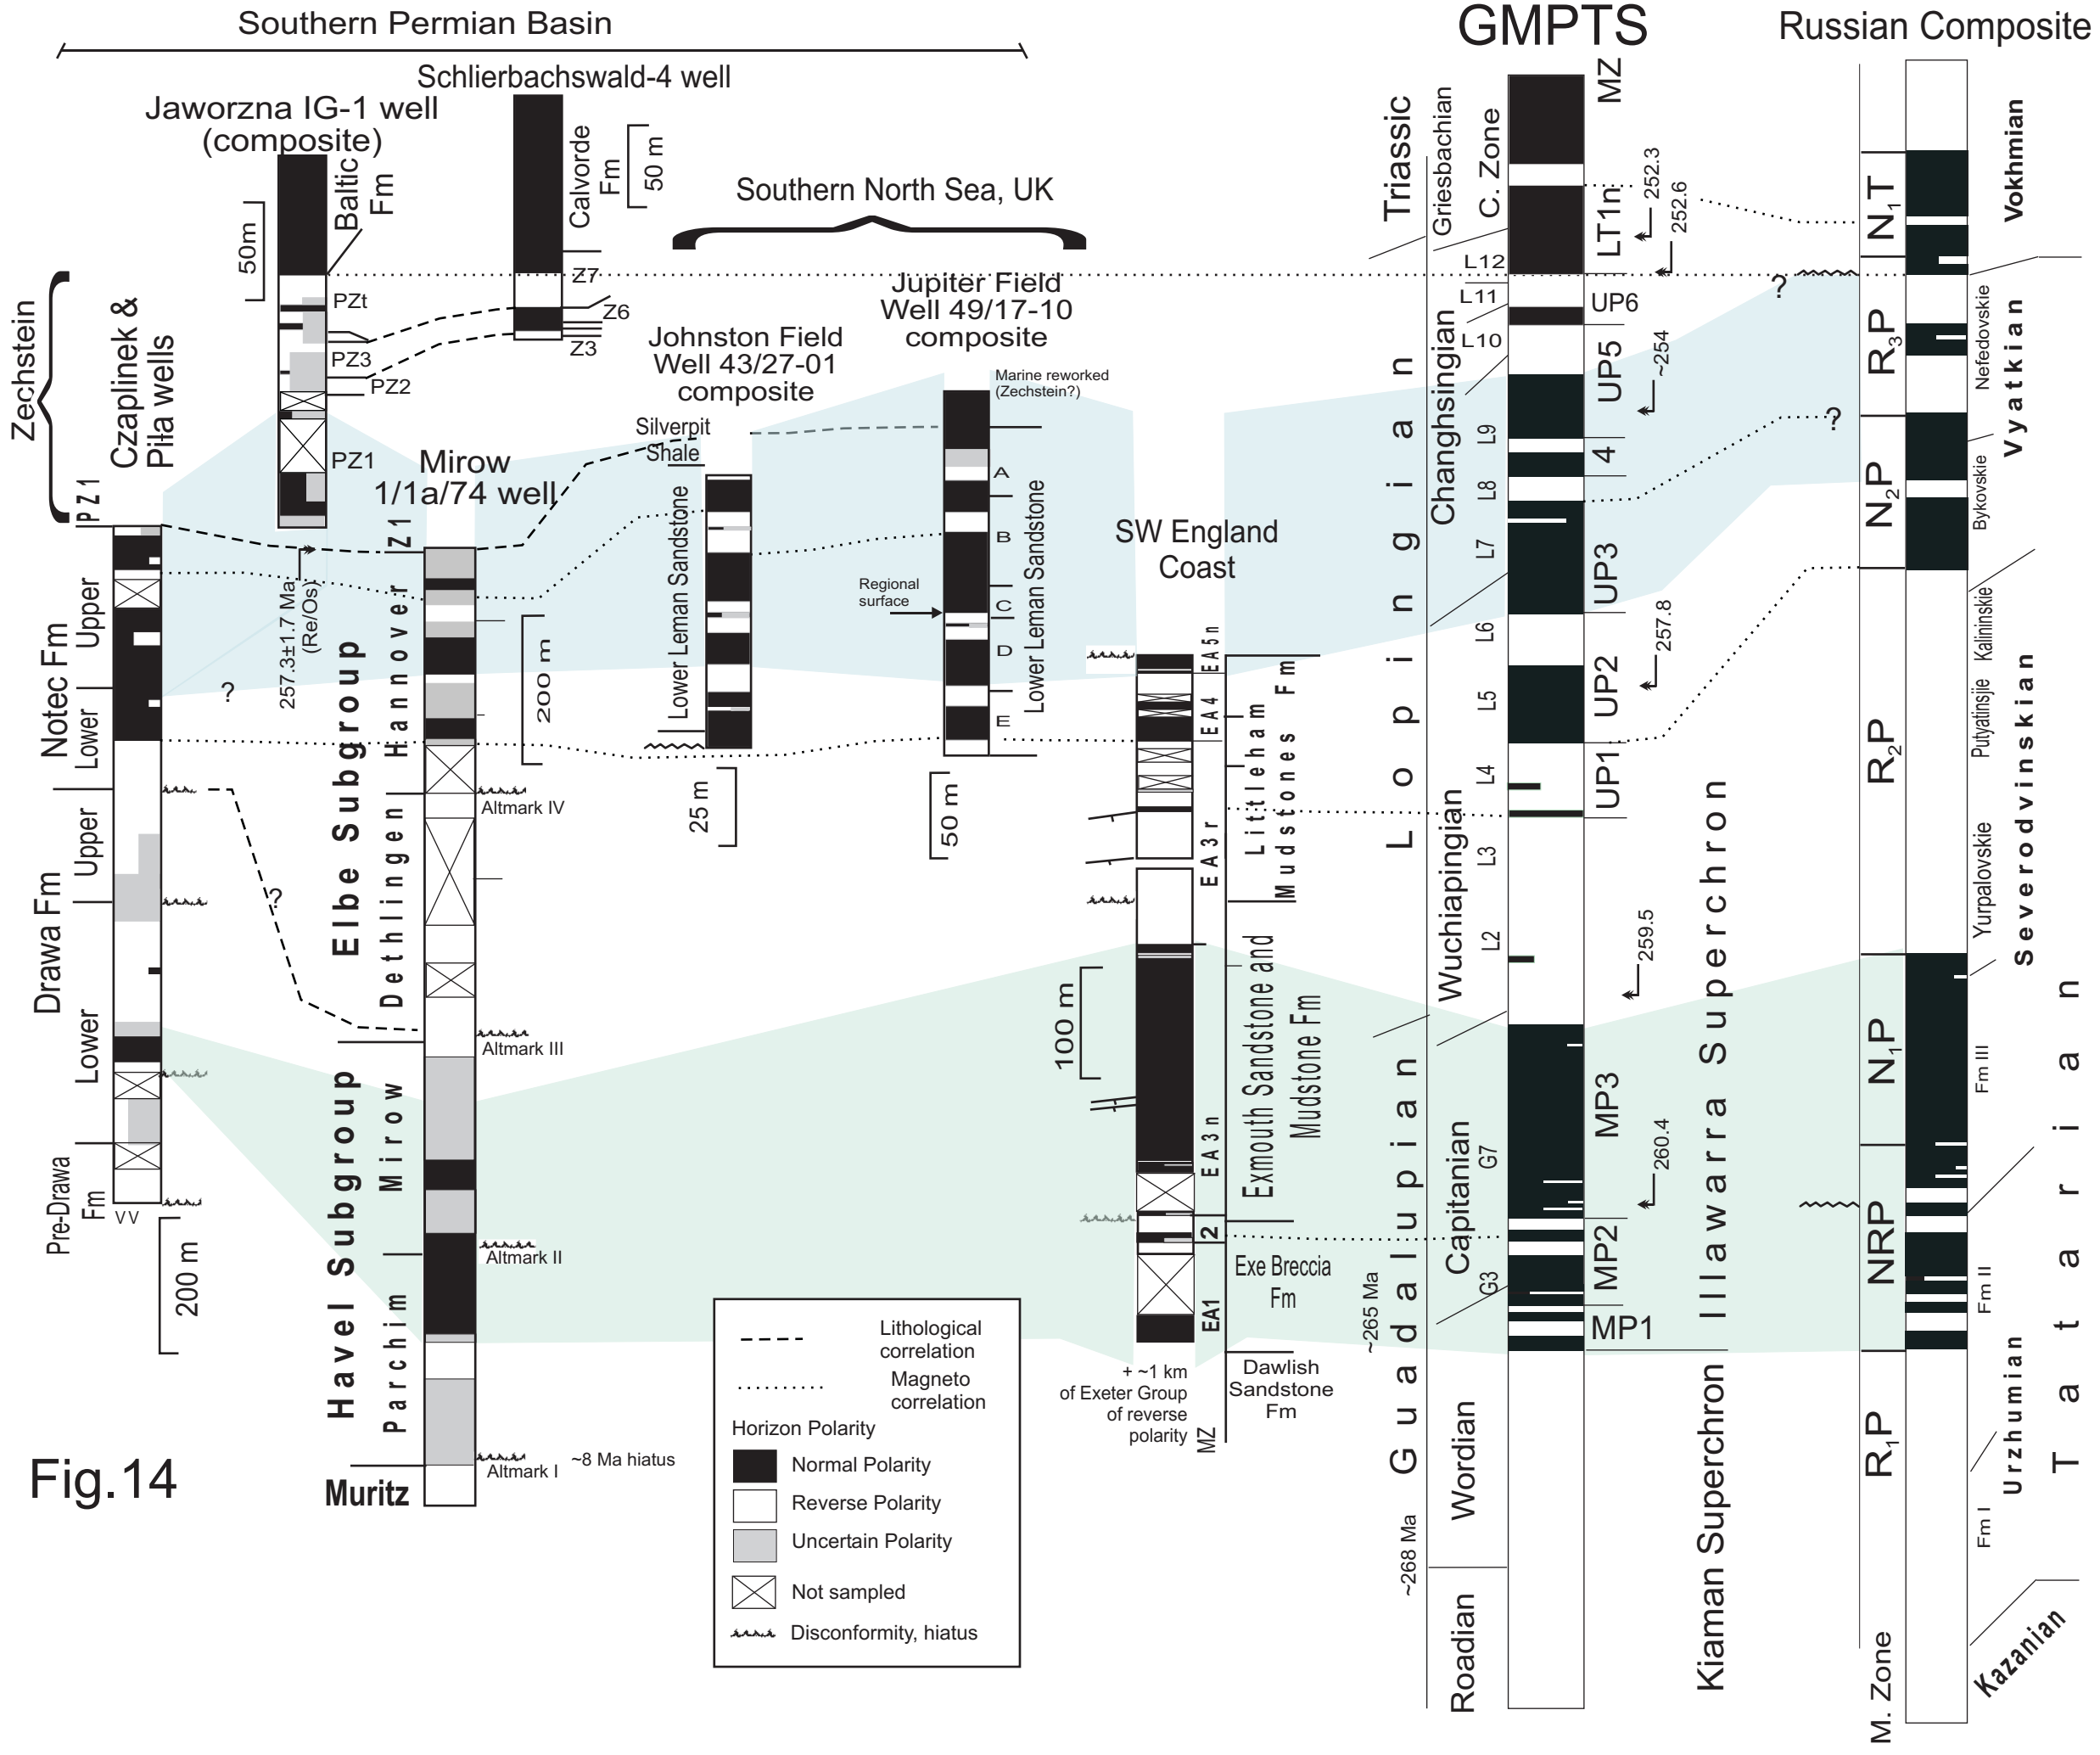 Southern Permian Basin
GMPTS
Russian Composite
Schlierbachswald-4 well
Jaworzna IG-1 well
(composite)
Baltic
Fm
50m
Calvorde
Fm
50 m
Southern North Sea, UK
Jupiter Field
Well 49/17-10
composite
Johnston Field
Well 43/27-01
composite
Zechstein
Czaplinek &
Piła wells
PZt
PZ3
PZ2
PZ1
Z7
Z6
Z3
Mirow
1/1a/74 well
Silverpit
Shale
Marine reworked
(Zechstein?)
SW England
Coast
PZ1
Upper
Lower
Notec Fm
Upper
Lower
Drawa Fm
Pre-Drawa
Fm
VV
200 m
?
?
257.3±1.7 Ma
(Re/Os)
Z1
Hannover
Dethlingen
Elbe Subgroup
Mirow
Parchim
Havel Subgroup
Muritz
200 m
Altmark IV
Altmark III
Altmark II
Altmark I
~8 Ma hiatus
Lower Leman Sandstone
25 m
Regional
surface
A
B
C
D
E
Lower Leman Sandstone
50 m
EA5n
EA4
EA3r
EA3n
2
EA1
MZ
Littleham
Mudstones Fm
Exmouth Sandstone and
Mudstone Fm
Exe Breccia
Fm
Dawlish
Sandstone
Fm
100 m
+ ~1 km
of Exeter Group
of reverse
polarity
Triassic
Griesbachian
C. Zone
Lopingian
Changhsingian
Wuchiapingian
Guadalupian
Capitanian
Wordian
Roadian
~265 Ma
~268 Ma
L12
L11
L10
L9
L8
L7
L6
L5
L4
L3
L2
G7
G3
MZ
LT1n
UP6
UP5
4
UP3
UP2
UP1
MP3
MP2
MP1
252.3
252.6
~254
257.8
259.5
260.4
Illawarra Superchron
Kiaman Superchron
?
?
N1T
R3P
N2P
R2P
N1P
NRP
R1P
M. Zone
Vokhmian
Nefedovskie
Bykovskie
Vyatkian
Kalininskie
Putyatinsjie
Yurpalovskie
Severodvinskian
Fm III
Fm II
Fm I
Urzhumian
Tatarian
Kazanian
Lithological
correlation
Magneto
correlation
Horizon Polarity
Normal Polarity
Reverse Polarity
Uncertain Polarity
Not sampled
Disconformity, hiatus
Fig.14